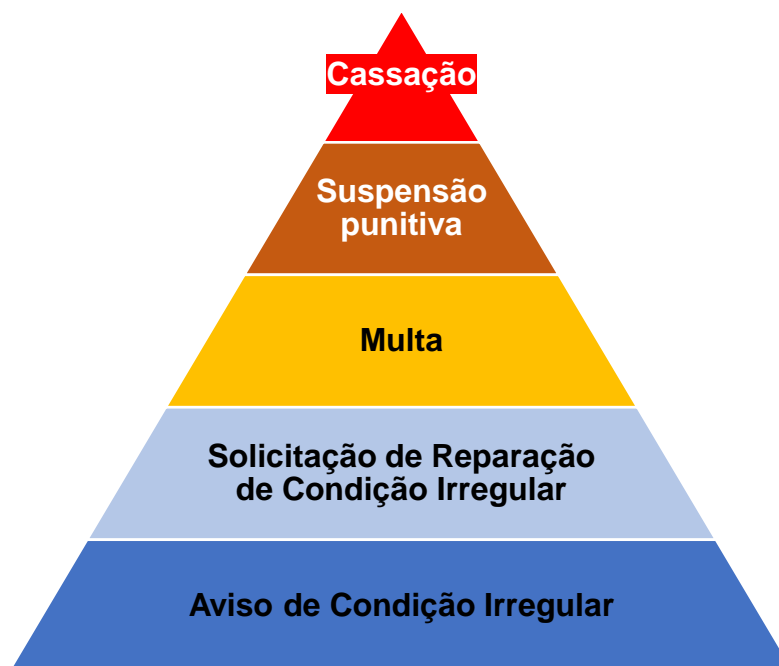 Cassação
Suspensão
punitiva
Multa
Solicitação de Reparação
de Condição Irregular
Aviso de Condição Irregular